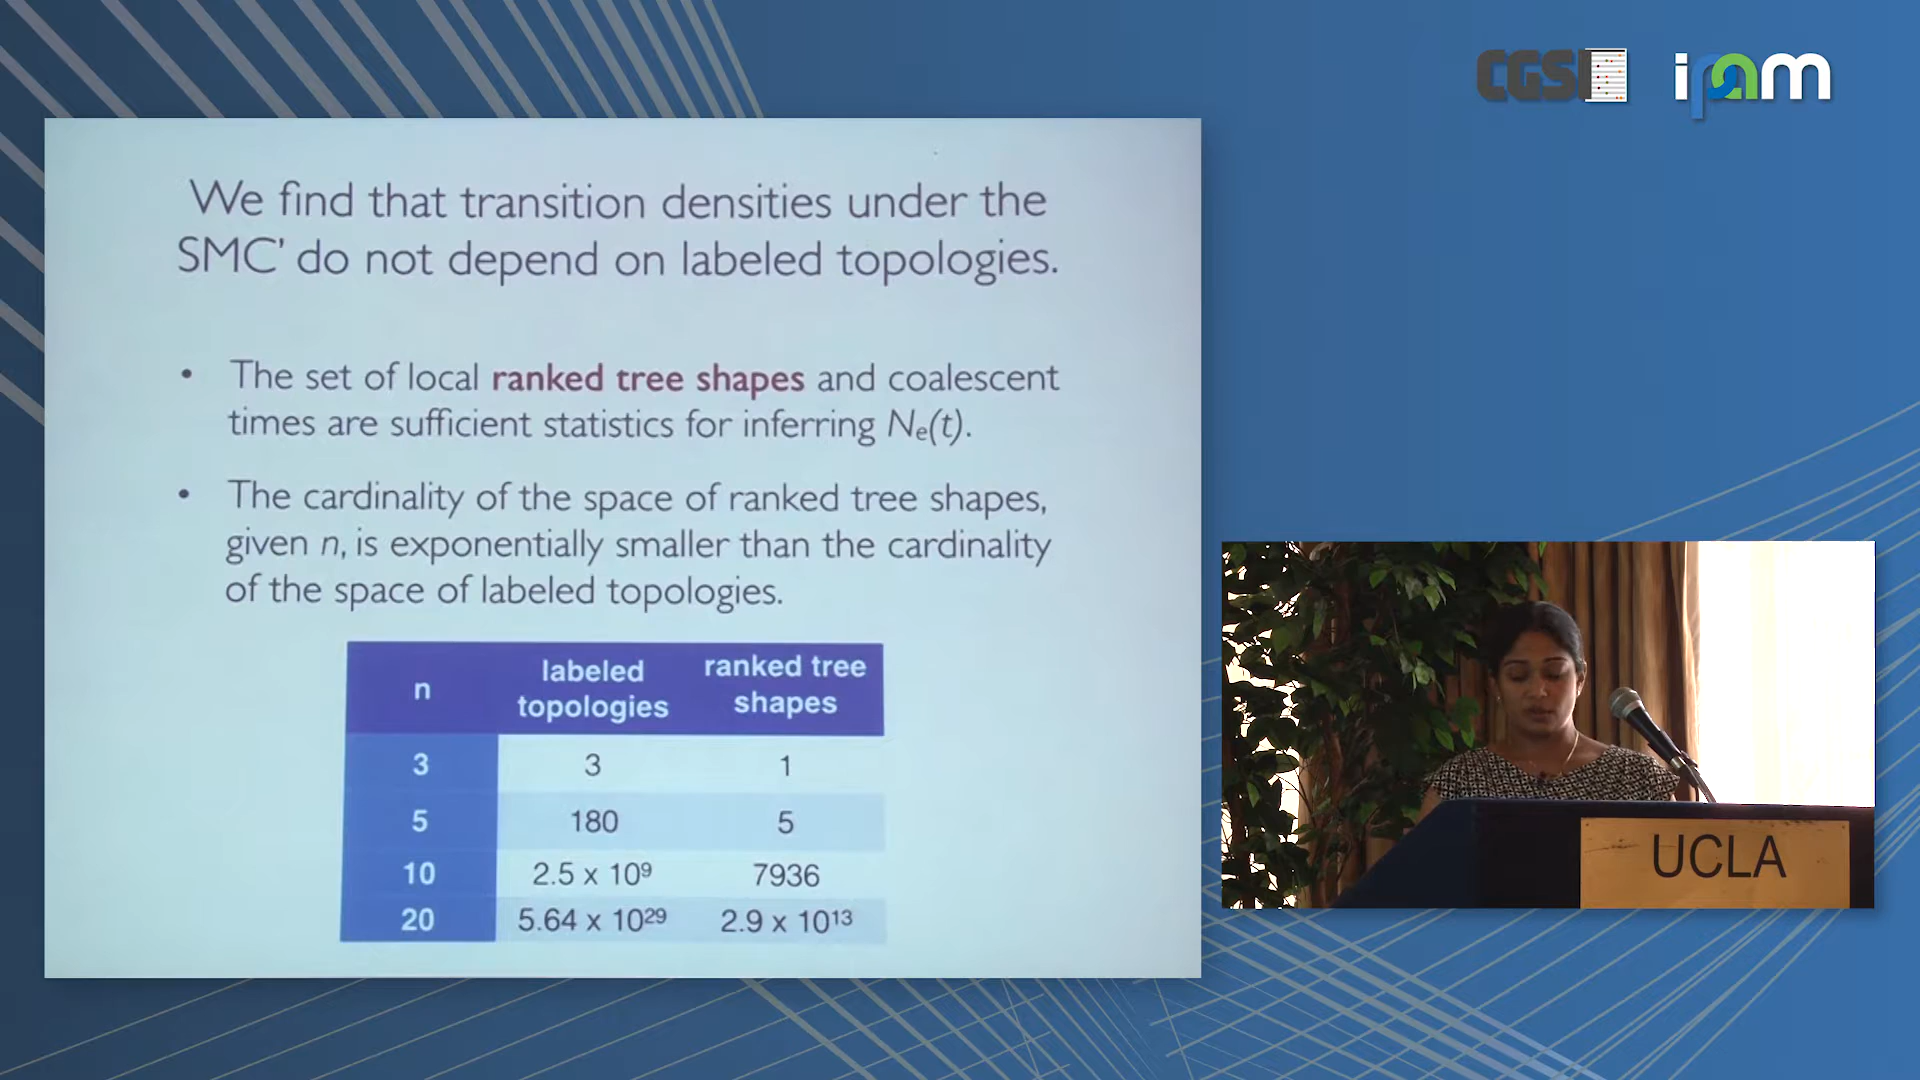 CGSI
ipam
We find that transition densities under the
SMC' do not depend on labeled topologies.
• The set of local ranked tree shapes and coalescent
times are sufficient statistics for inferring Ne(t).
• The cardinality of the space of ranked tree shapes,
given n, is exponentially smaller than the cardinality
of the space of labeled topologies.
n labeled topologies ranked tree shapes
3 3 1
5 180 5
10 2.5 x 10⁹ 7936
20 5.64 x 10²⁹ 2.9 x 10¹³
UCLA